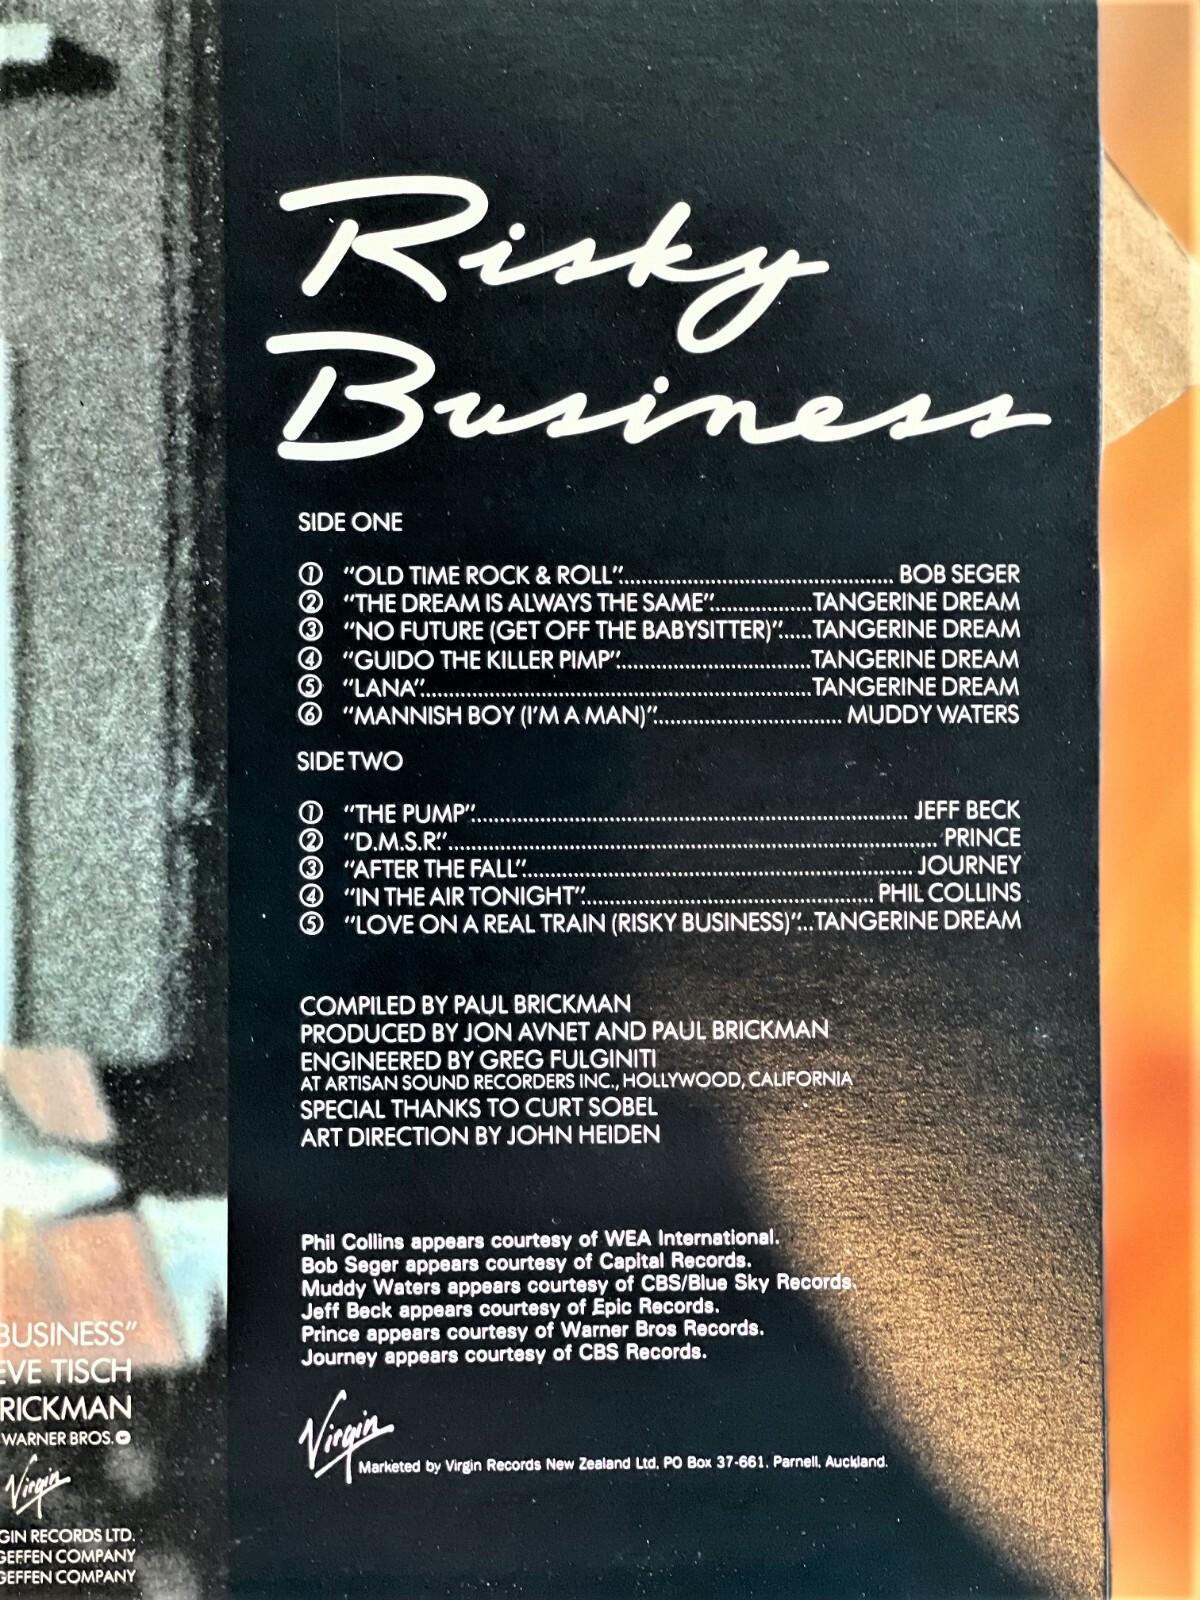 Risky
Business
SIDE ONE
① "OLD TIME ROCK & ROLL"........ BOB SEGER
② "THE DREAM IS ALWAYS THE SAME"........ TANGERINE DREAM
③ "NO FUTURE (GET OFF THE BABYSITTER)"...... TANGERINE DREAM
④ "GUIDO THE KILLER PIMP"........ TANGERINE DREAM
⑤ "LANA"........ TANGERINE DREAM
⑥ "MANNISH BOY (I'M A MAN)"........ MUDDY WATERS
SIDE TWO
① "THE PUMP"........ JEFF BECK
② "D.M.S.R."........ PRINCE
③ "AFTER THE FALL"........ JOURNEY
④ "IN THE AIR TONIGHT"........ PHIL COLLINS
⑤ "LOVE ON A REAL TRAIN (RISKY BUSINESS)"... TANGERINE DREAM
COMPILED BY PAUL BRICKMAN
PRODUCED BY JON AVNET AND PAUL BRICKMAN
ENGINEERED BY GREG FULGINITI
AT ARTISAN SOUND RECORDERS INC., HOLLYWOOD, CALIFORNIA
SPECIAL THANKS TO CURT SOBEL
ART DIRECTION BY JOHN HEIDEN
Phil Collins appears courtesy of WEA International.
Bob Seger appears courtesy of Capital Records.
Muddy Waters appears courtesy of CBS/Blue Sky Records.
Jeff Beck appears courtesy of Epic Records.
Prince appears courtesy of Warner Bros Records.
Journey appears courtesy of CBS Records.
Virgin
Marketed by Virgin Records New Zealand Ltd. PO Box 37-661. Parnell, Auckland.
BUSINESS"
EVE TISCH
RICKMAN
WARNER BROS.
Virgin
GIN RECORDS LTD.
GEFFEN COMPANY
GEFFEN COMPANY